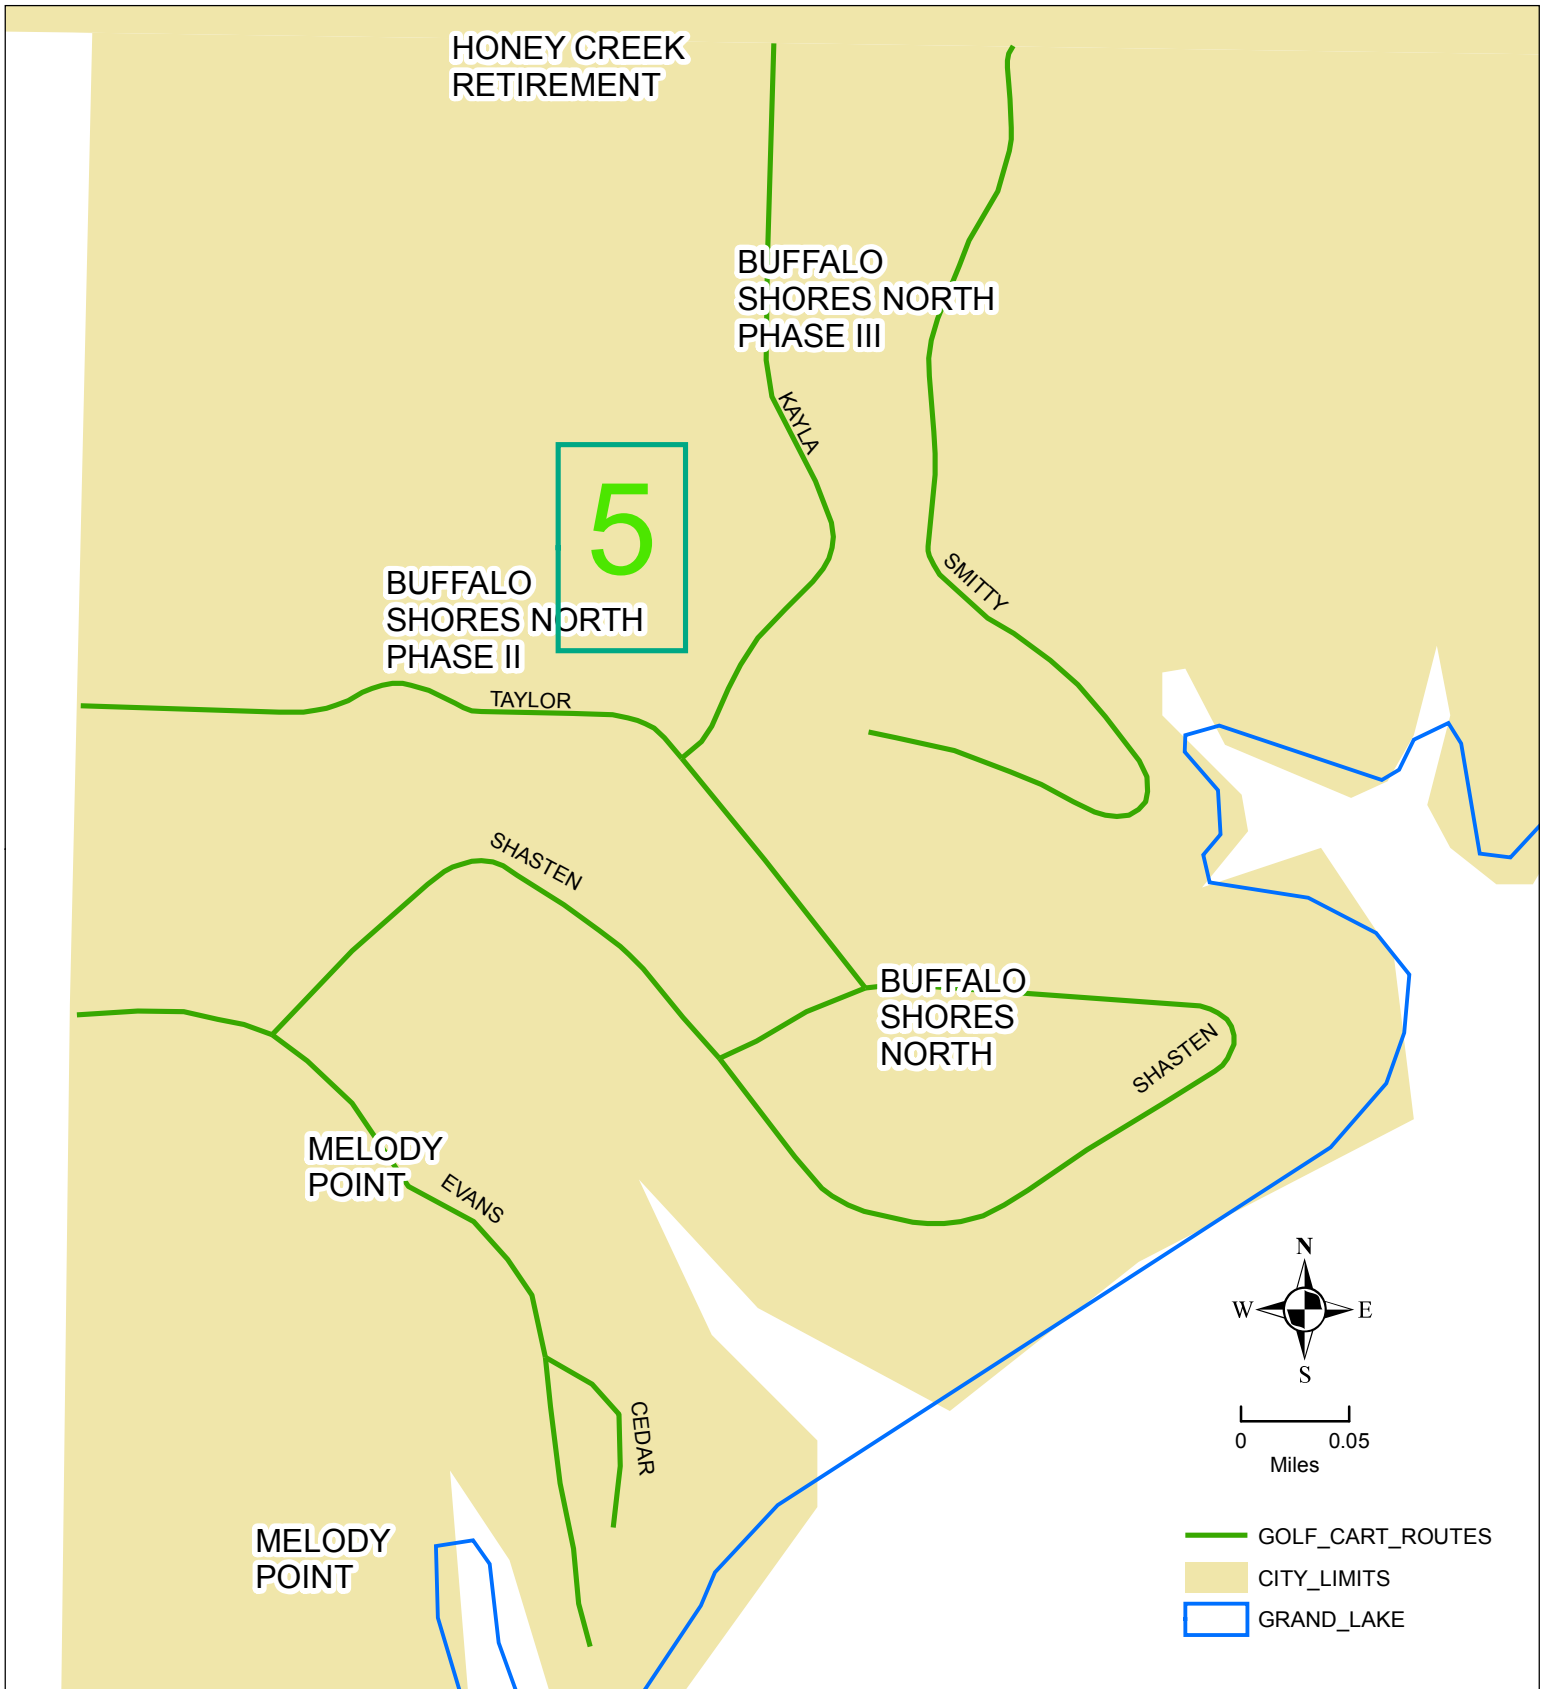 HONEY CREEK
RETIREMENT
BUFFALO
SHORES NORTH
PHASE III
KAYLA
5
SMITTY
BUFFALO
SHORES NORTH
PHASE II
TAYLOR
SHASTEN
BUFFALO
SHORES
NORTH
SHASTEN
MELODY
POINT
EVANS
N
W E
S
CEDAR
0 0.05
Miles
MELODY
POINT
GOLF_CART_ROUTES
CITY_LIMITS
GRAND_LAKE